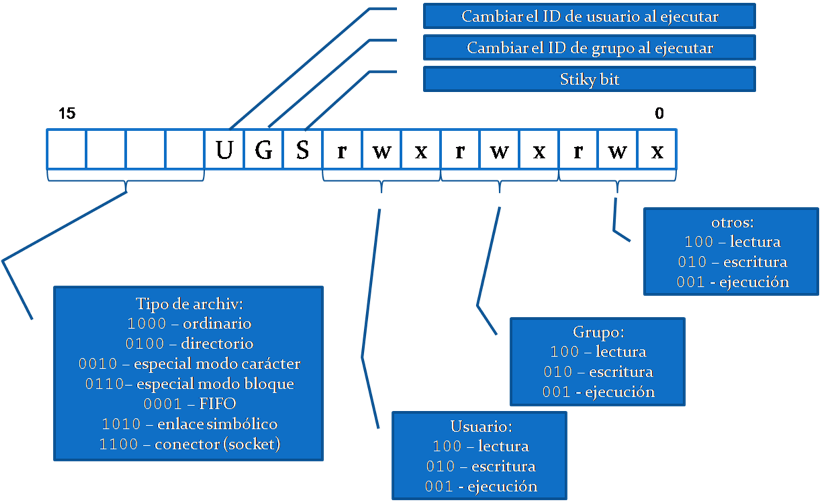 Cambiar el ID de usuario al ejecutar
Cambiar el ID de grupo al ejecutar
Stiky bit
15
0
U G S r w x r w x r w x
otros:
100 – lectura
010 – escritura
001 - ejecución
Tipo de archiv:
1000 – ordinario
0100 – directorio
0010 – especial modo carácter
0110– especial modo bloque
0001 – FIFO
1010 – enlace simbólico
1100 – conector (socket)
Grupo:
100 – lectura
010 – escritura
001 - ejecución
Usuario:
100 – lectura
010 – escritura
001 - ejecución